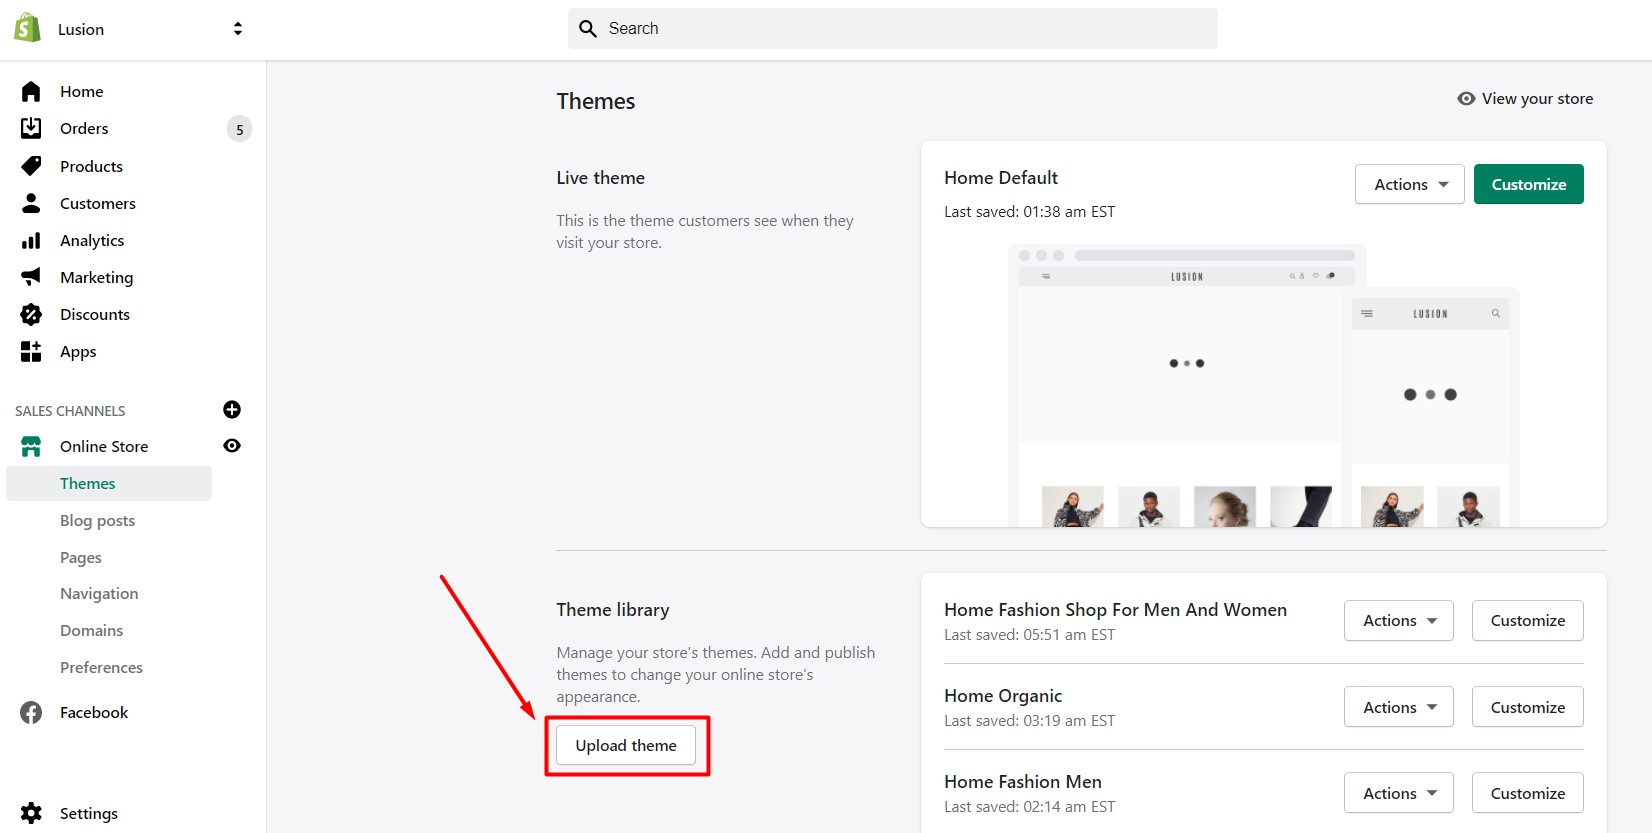 Lusion
Search
Home
Orders
5
Products
Customers
Analytics
Marketing
Discounts
Apps
SALES CHANNELS
Online Store
Themes
Blog posts
Pages
Navigation
Domains
Preferences
Facebook
Settings
Themes
View your store
Live theme
This is the theme customers see when they
visit your store.
Home Default
Last saved: 01:38 am EST
Actions
Customize
LUSION
LUSION
Theme library
Manage your store's themes. Add and publish
themes to change your online store's
appearance.
Upload theme
Home Fashion Shop For Men And Women
Last saved: 05:51 am EST
Actions
Customize
Home Organic
Last saved: 03:19 am EST
Actions
Customize
Home Fashion Men
Last saved: 02:14 am EST
Actions
Customize